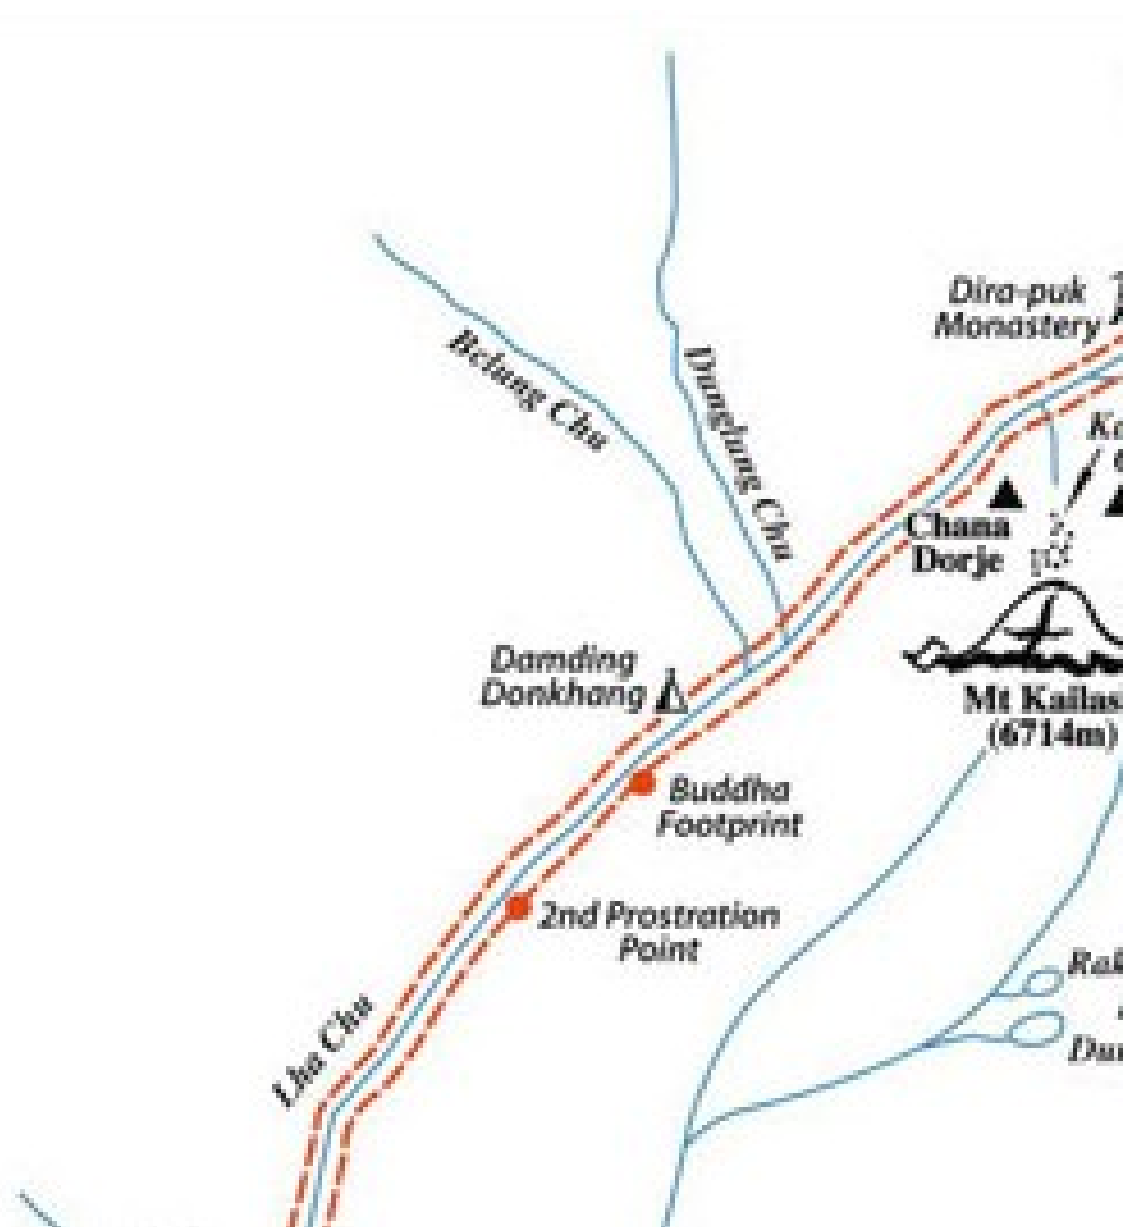 Dira-puk
Monastery
Belung Chu
Dunglung Chu
Chana
Dorje
Damding
Donkhang
Mt Kailas
(6714m)
Buddha
Footprint
2nd Prostration
Point
Lha Chu